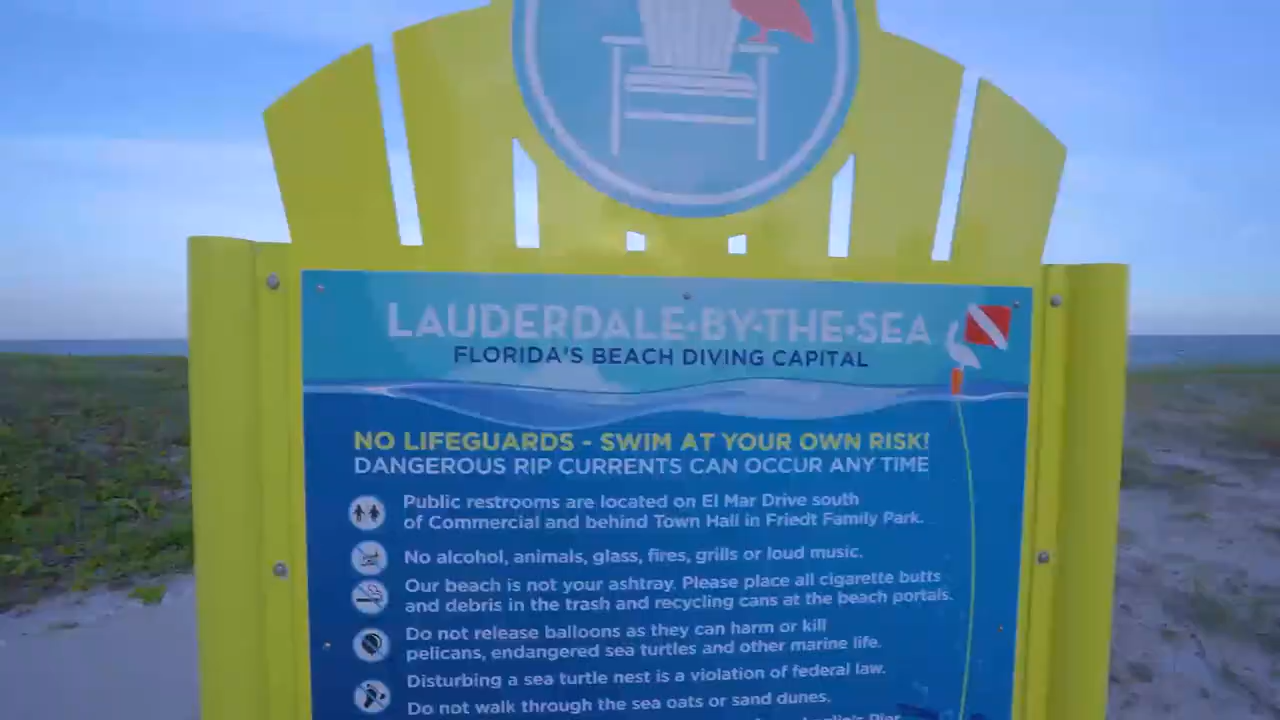 LAUDERDALE•BY•THE•SEA
FLORIDA'S BEACH DIVING CAPITAL
NO LIFEGUARDS - SWIM AT YOUR OWN RISK!
DANGEROUS RIP CURRENTS CAN OCCUR ANY TIME
Public restrooms are located on El Mar Drive south
of Commercial and behind Town Hall in Friedt Family Park.
No alcohol, animals, glass, fires, grills or loud music.
Our beach is not your ashtray. Please place all cigarette butts
and debris in the trash and recycling cans at the beach portals.
Do not release balloons as they can harm or kill
pelicans, endangered sea turtles and other marine life.
Disturbing a sea turtle nest is a violation of federal law.
Do not walk through the sea oats or sand dunes.
Pier